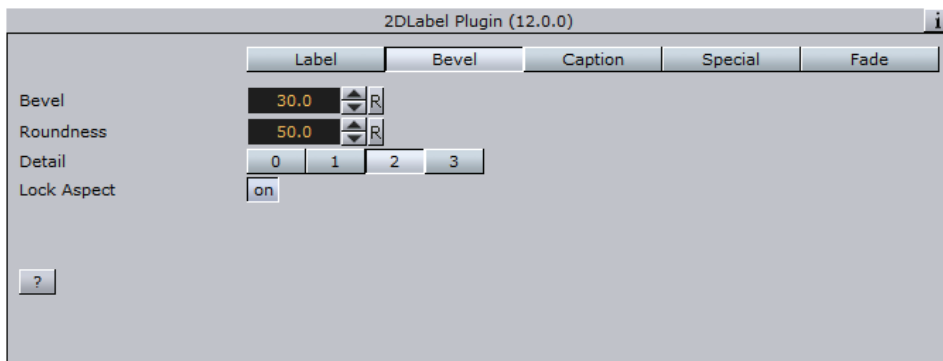 2DLabel Plugin (12.0.0) i
Label Bevel Caption Special Fade
Bevel 30.0 R
Roundness 50.0 R
Detail 0 1 2 3
Lock Aspect on
?